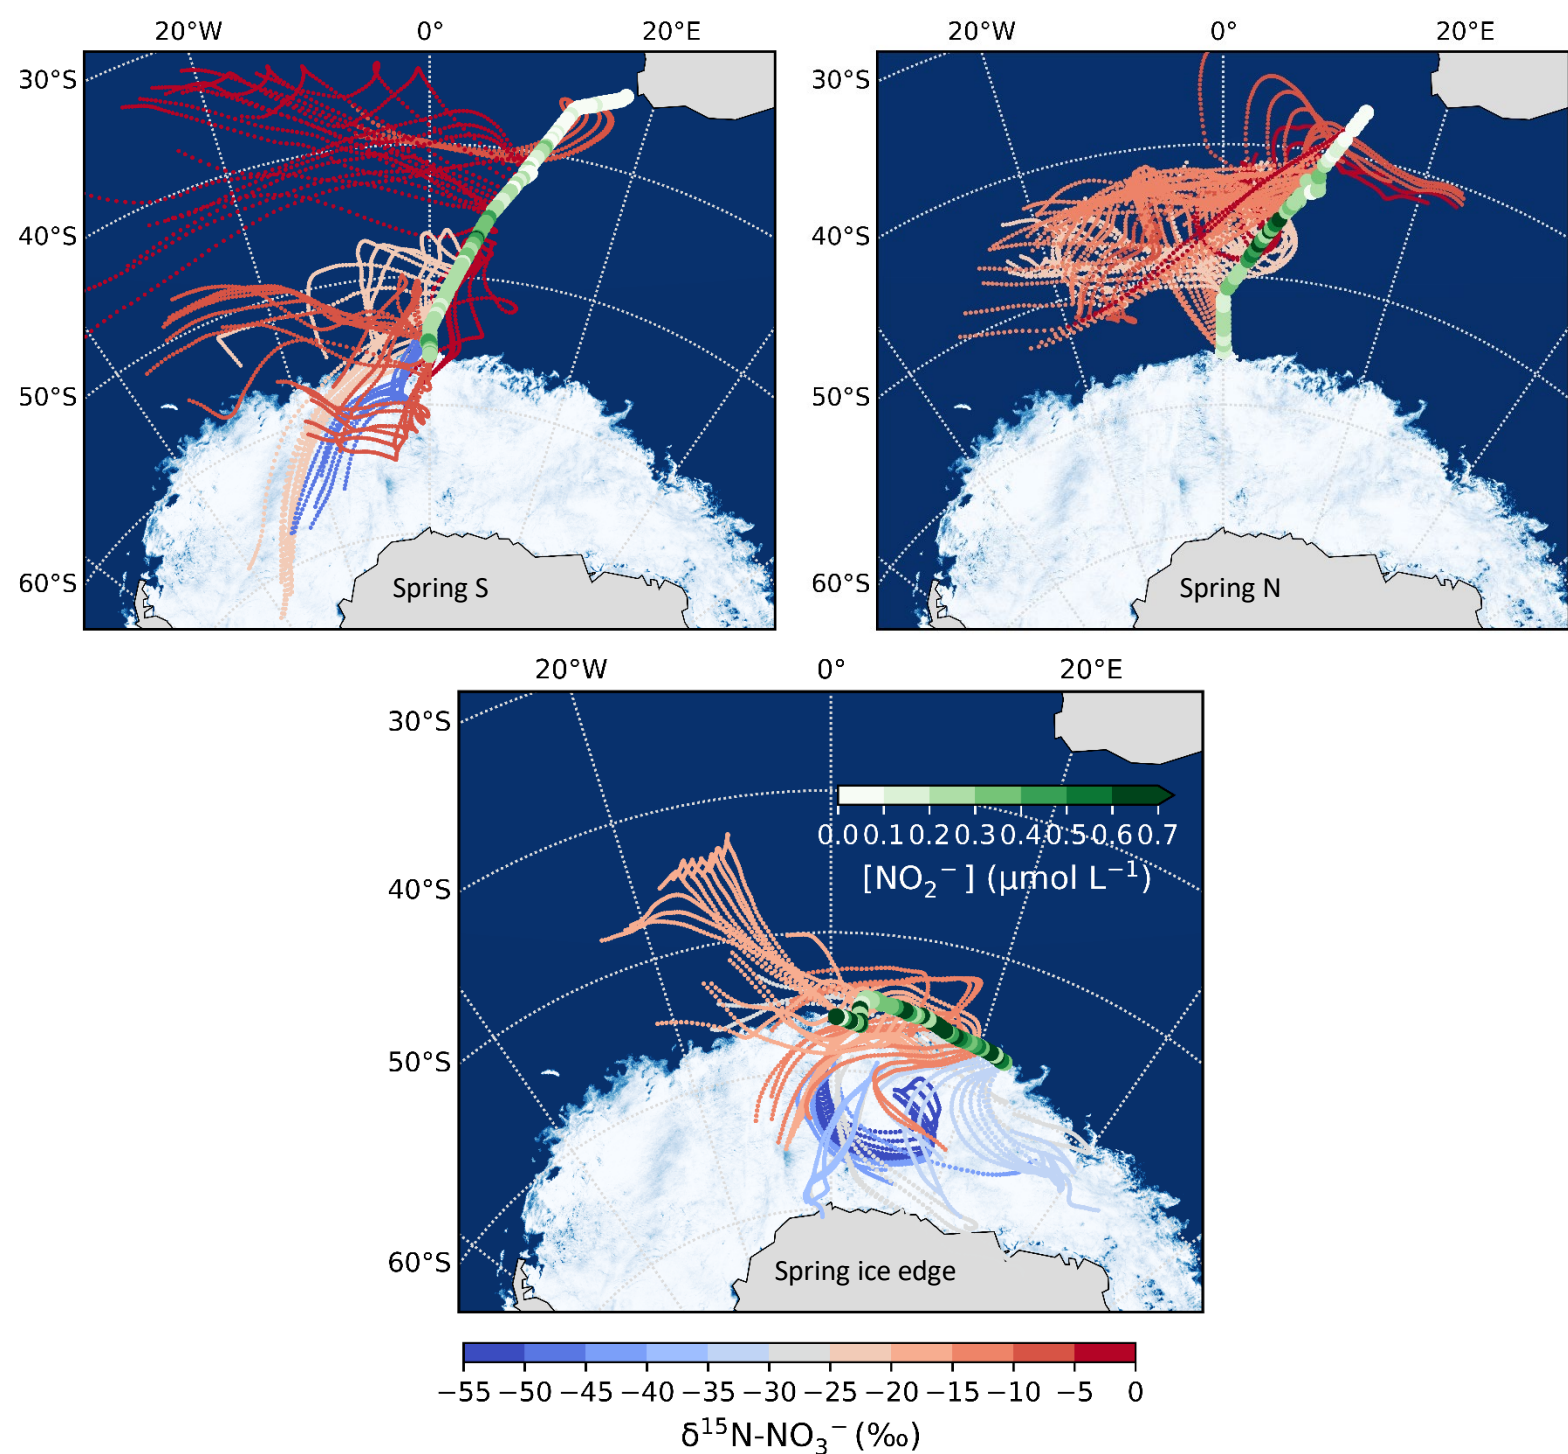 20°W 0° 20°E
30°S
40°S
50°S
60°S
Spring S
20°W 0° 20°E
30°S
40°S
50°S
60°S
Spring N
20°W 0° 20°E
30°S
40°S
50°S
60°S
0.0 0.1 0.2 0.3 0.4 0.5 0.6 0.7
[NO₂⁻] (µmol L⁻¹)
Spring ice edge
−55 −50 −45 −40 −35 −30 −25 −20 −15 −10 −5 0
δ¹⁵N-NO₃⁻ (‰)